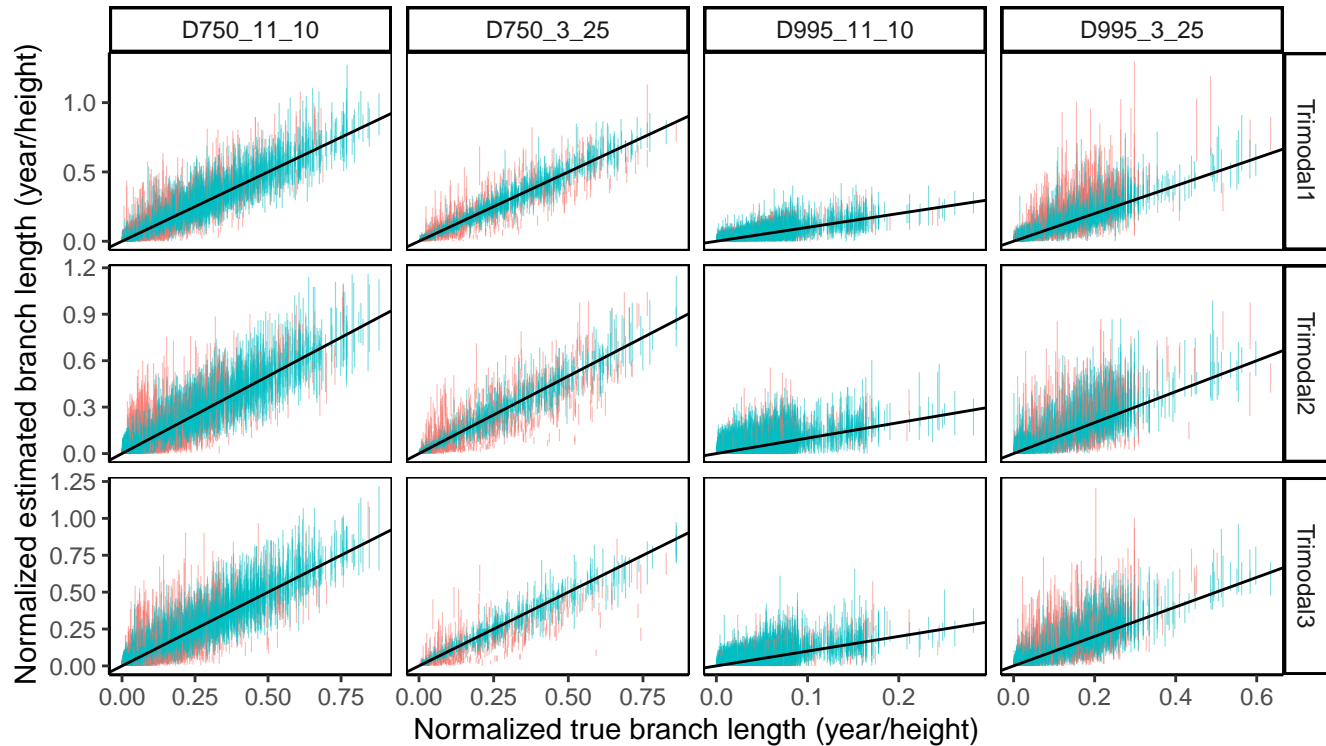 D750_11_10 D750_3_25 D995_11_10 D995_3_25
Normalized estimated branch length (year/height)
1.0
0.5
0.0
Trimodal1
1.2
0.9
0.6
0.3
0.0
Trimodal2
1.25
1.00
0.75
0.50
0.25
0.00
Trimodal3
0.00 0.25 0.50 0.75 0.00 0.25 0.50 0.75 0.0 0.1 0.2 0.0 0.2 0.4 0.6
Normalized true branch length (year/height)